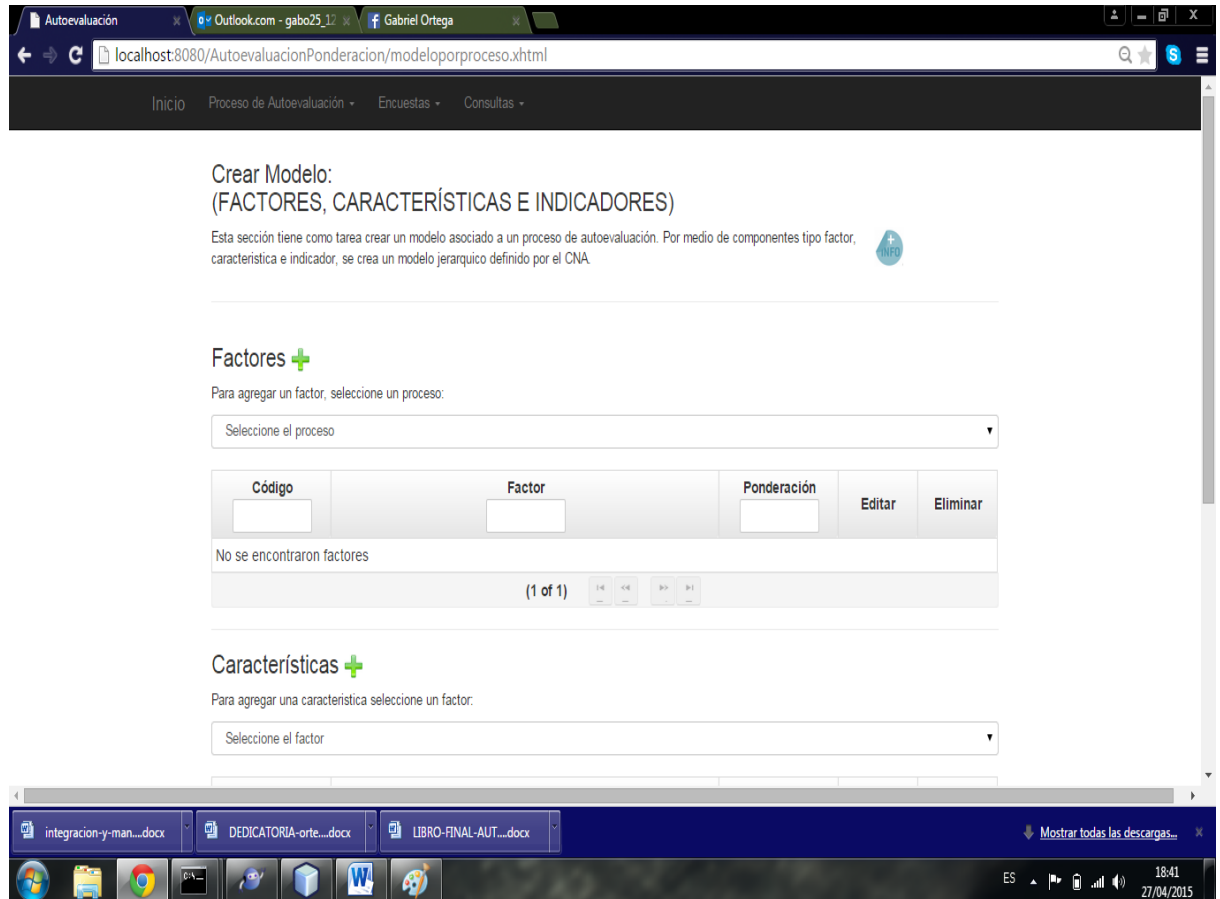 Autoevaluación
Outlook.com - gabo25_12
Gabriel Ortega
localhost:8080/AutoevaluacionPonderacion/modeloporproceso.xhtml
Inicio Proceso de Autoevaluación Encuestas Consultas
Crear Modelo:
(FACTORES, CARACTERÍSTICAS E INDICADORES)
Esta sección tiene como tarea crear un modelo asociado a un proceso de autoevaluación. Por medio de componentes tipo factor,
caracteristica e indicador, se crea un modelo jerarquico definido por el CNA.
+ INFO
Factores
Para agregar un factor, seleccione un proceso:
Seleccione el proceso
Código Factor Ponderación Editar Eliminar
No se encontraron factores
(1 of 1)
Características
Para agregar una caracteristica seleccione un factor:
Seleccione el factor
integracion-y-man....docx DEDICATORIA-orte....docx LIBRO-FINAL-AUT....docx Mostrar todas las descargas...
ES 18:41
27/04/2015